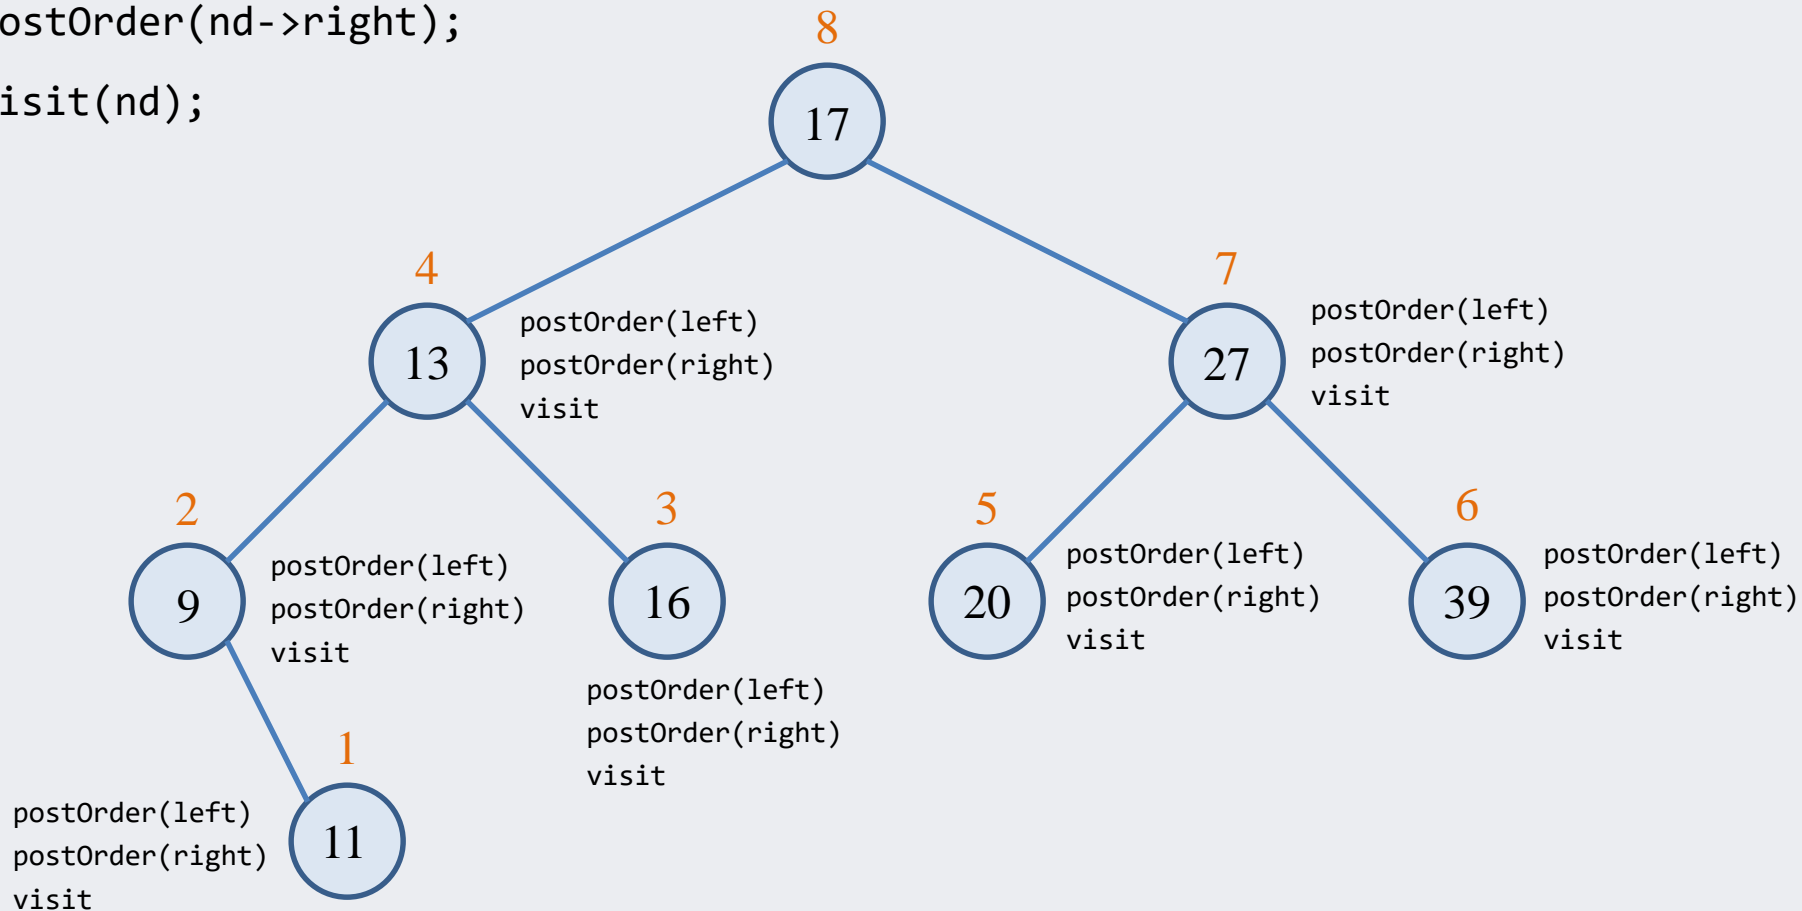 ostOrder(nd->right);
isit(nd);
8
17
4
13
postOrder(left)
postOrder(right)
visit
7
27
postOrder(left)
postOrder(right)
visit
2
9
postOrder(left)
postOrder(right)
visit
3
16
postOrder(left)
postOrder(right)
visit
5
20
postOrder(left)
postOrder(right)
visit
6
39
postOrder(left)
postOrder(right)
visit
1
11
postOrder(left)
postOrder(right)
visit